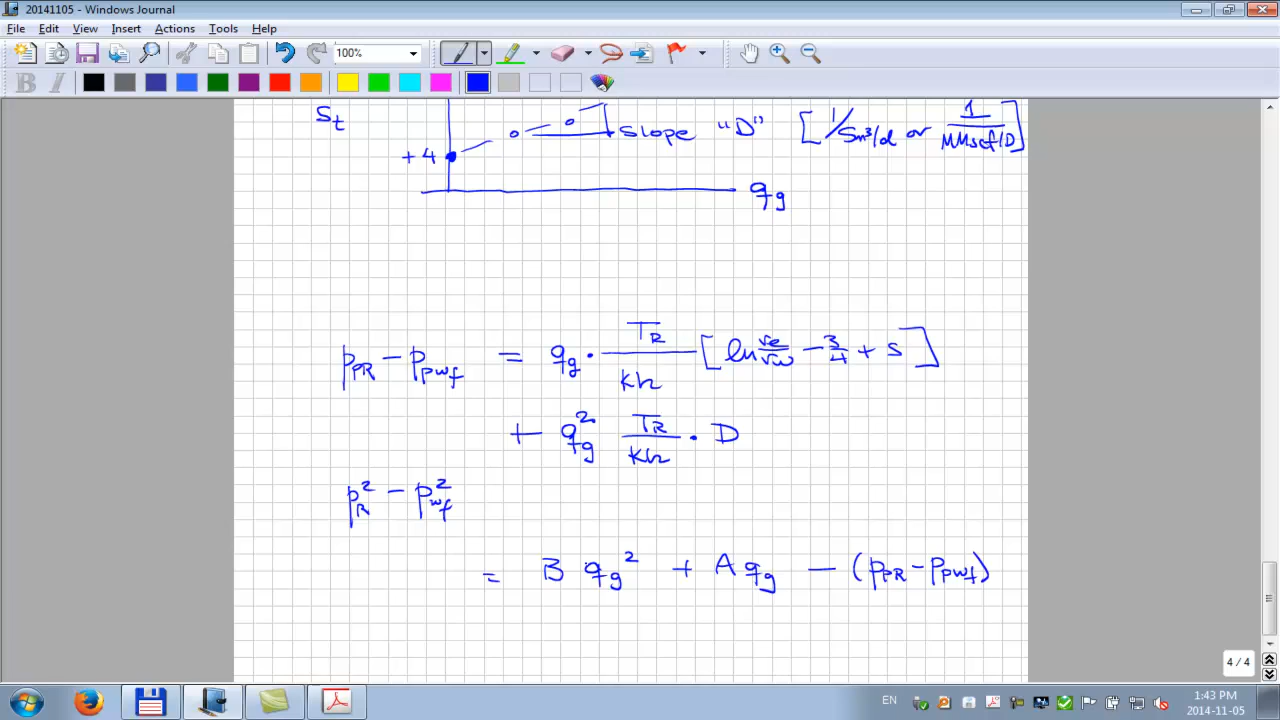 20141105 - Windows Journal
File Edit View Insert Actions Tools Help
100%
B I
St
+4
slope "D" [1/Sm³/d or 1/MMscf/D]
qg
pPR - ppwf = qg · TR/kh [ln re/rw - 3/4 + s]
+ qg² TR/kh · D
pR² - pwf²
= B qg² + A qg - (pPR - ppwf)
4 / 4
EN
1:43 PM
2014-11-05